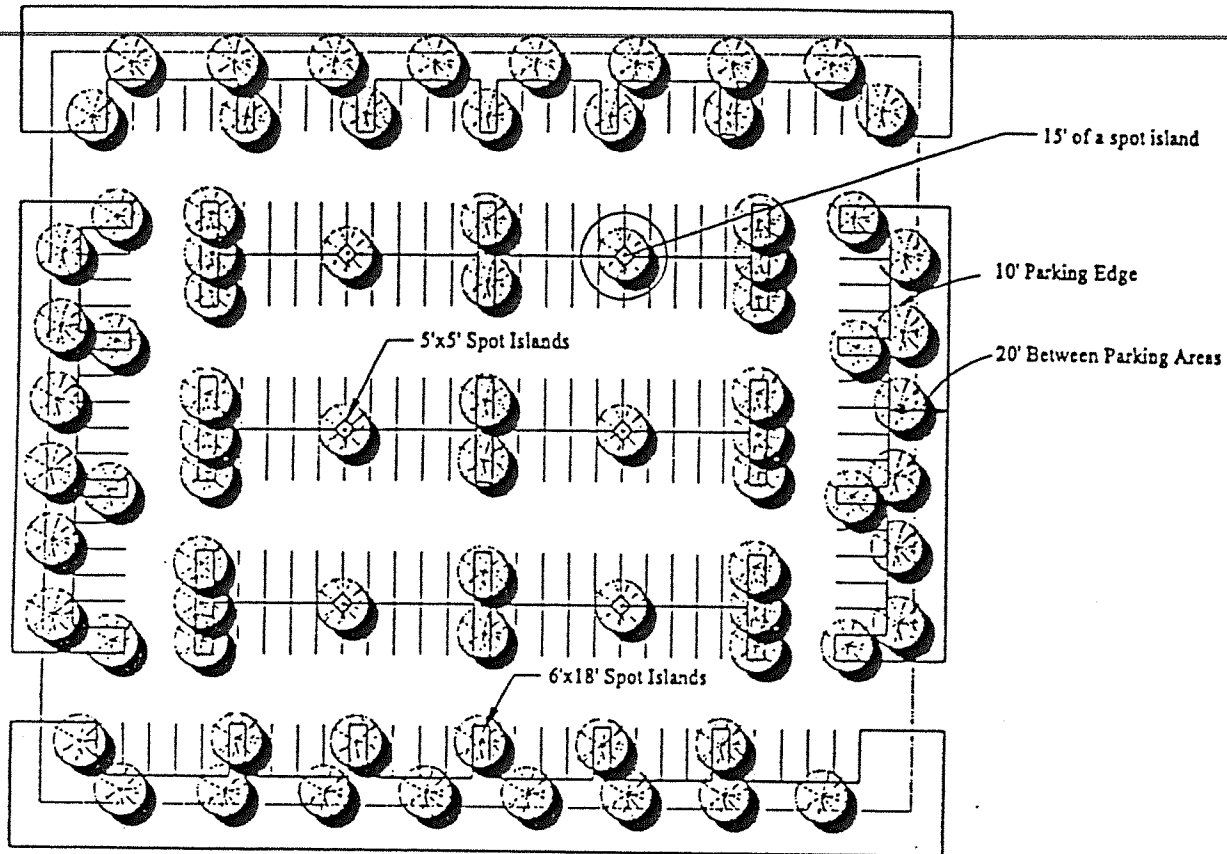 15' of a spot island
10' Parking Edge
20' Between Parking Areas
5'x5' Spot Islands
6'x18' Spot Islands